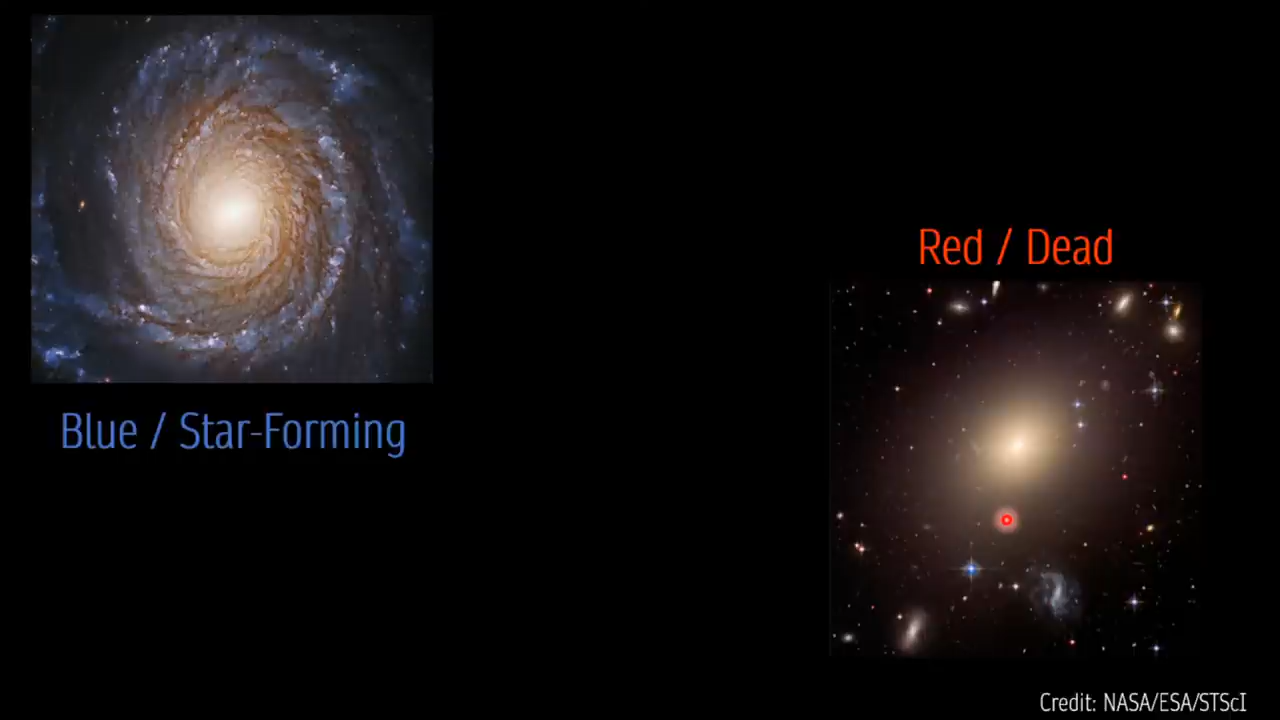 Blue / Star-Forming
Red / Dead
Credit: NASA/ESA/STScI